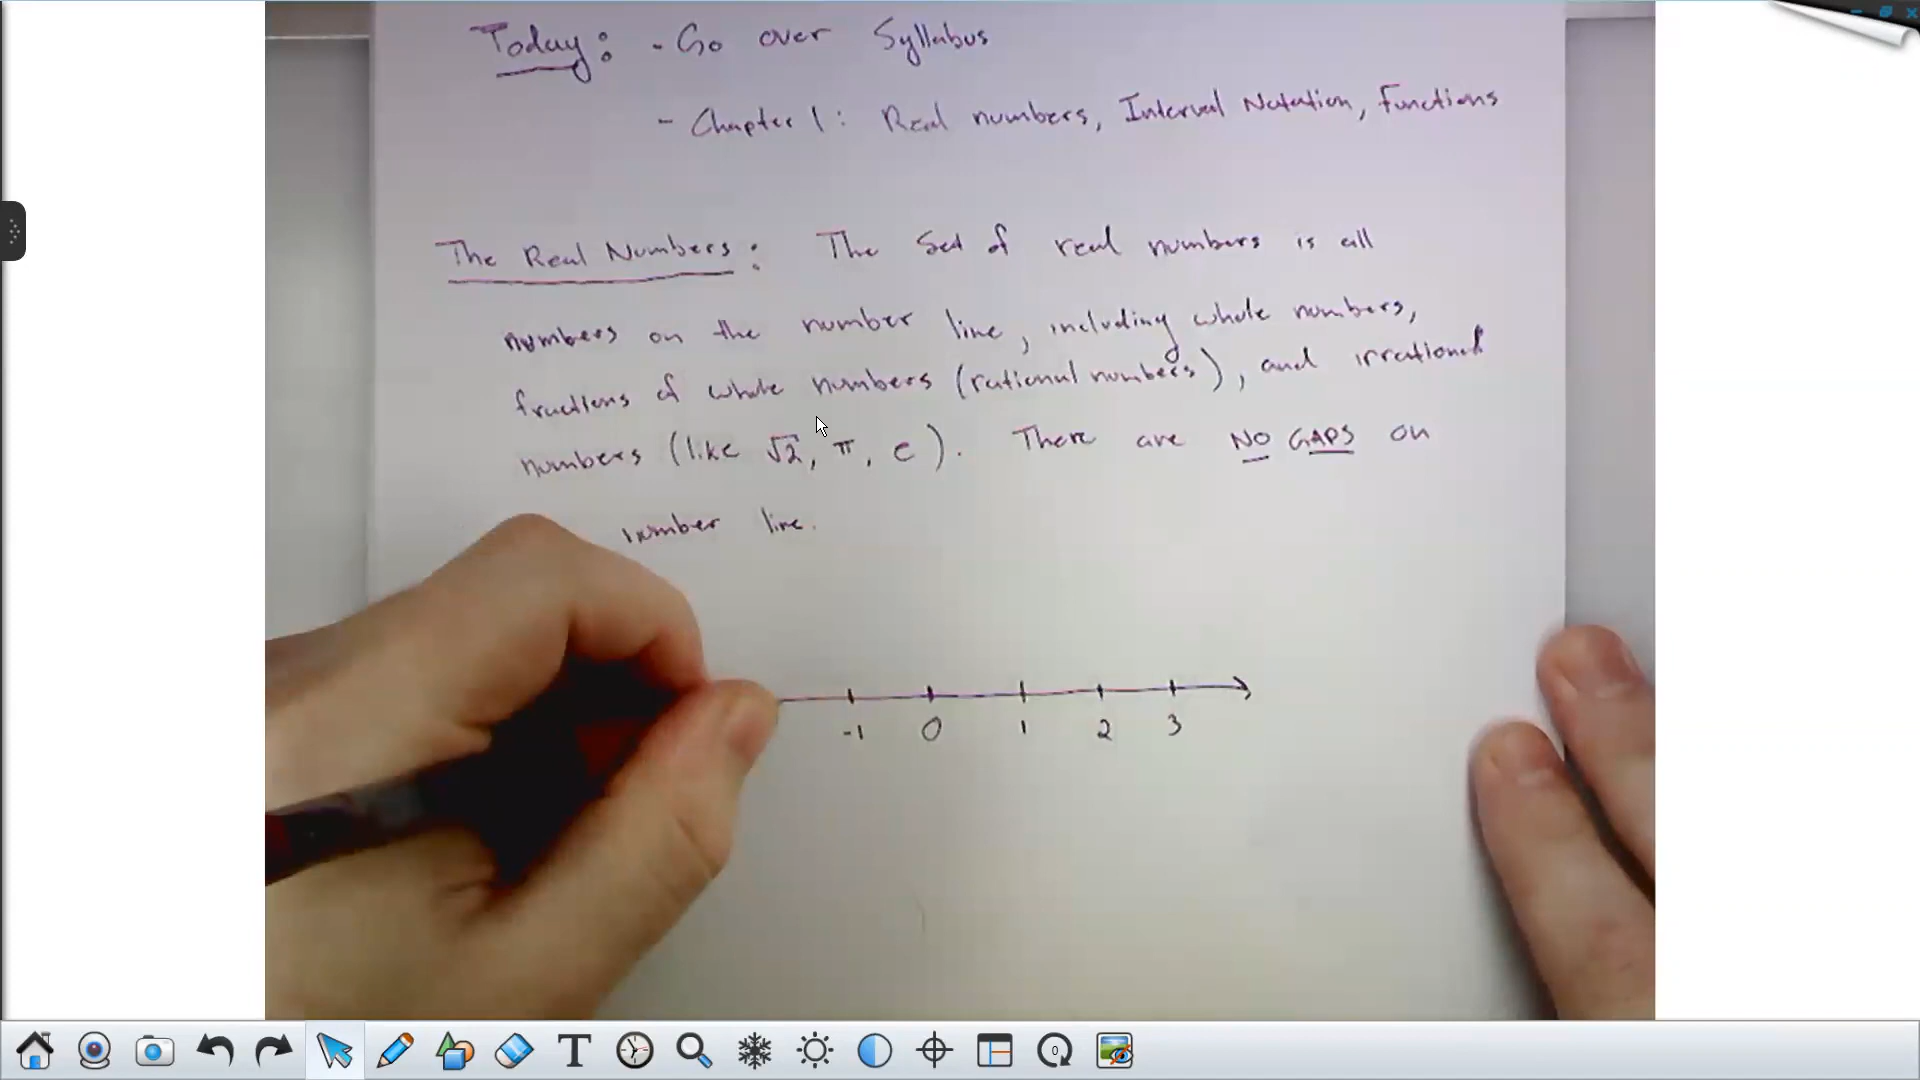 Today: - Go over Syllabus
- Chapter 1: Real numbers, Interval Notation, Functions
The Real Numbers: The set of real numbers is all
numbers on the number line, including whole numbers,
fractions of whole numbers (rational numbers), and irrational
numbers (like √2, π, e). There are NO GAPS on
number line.
-1 0 1 2 3
T
0